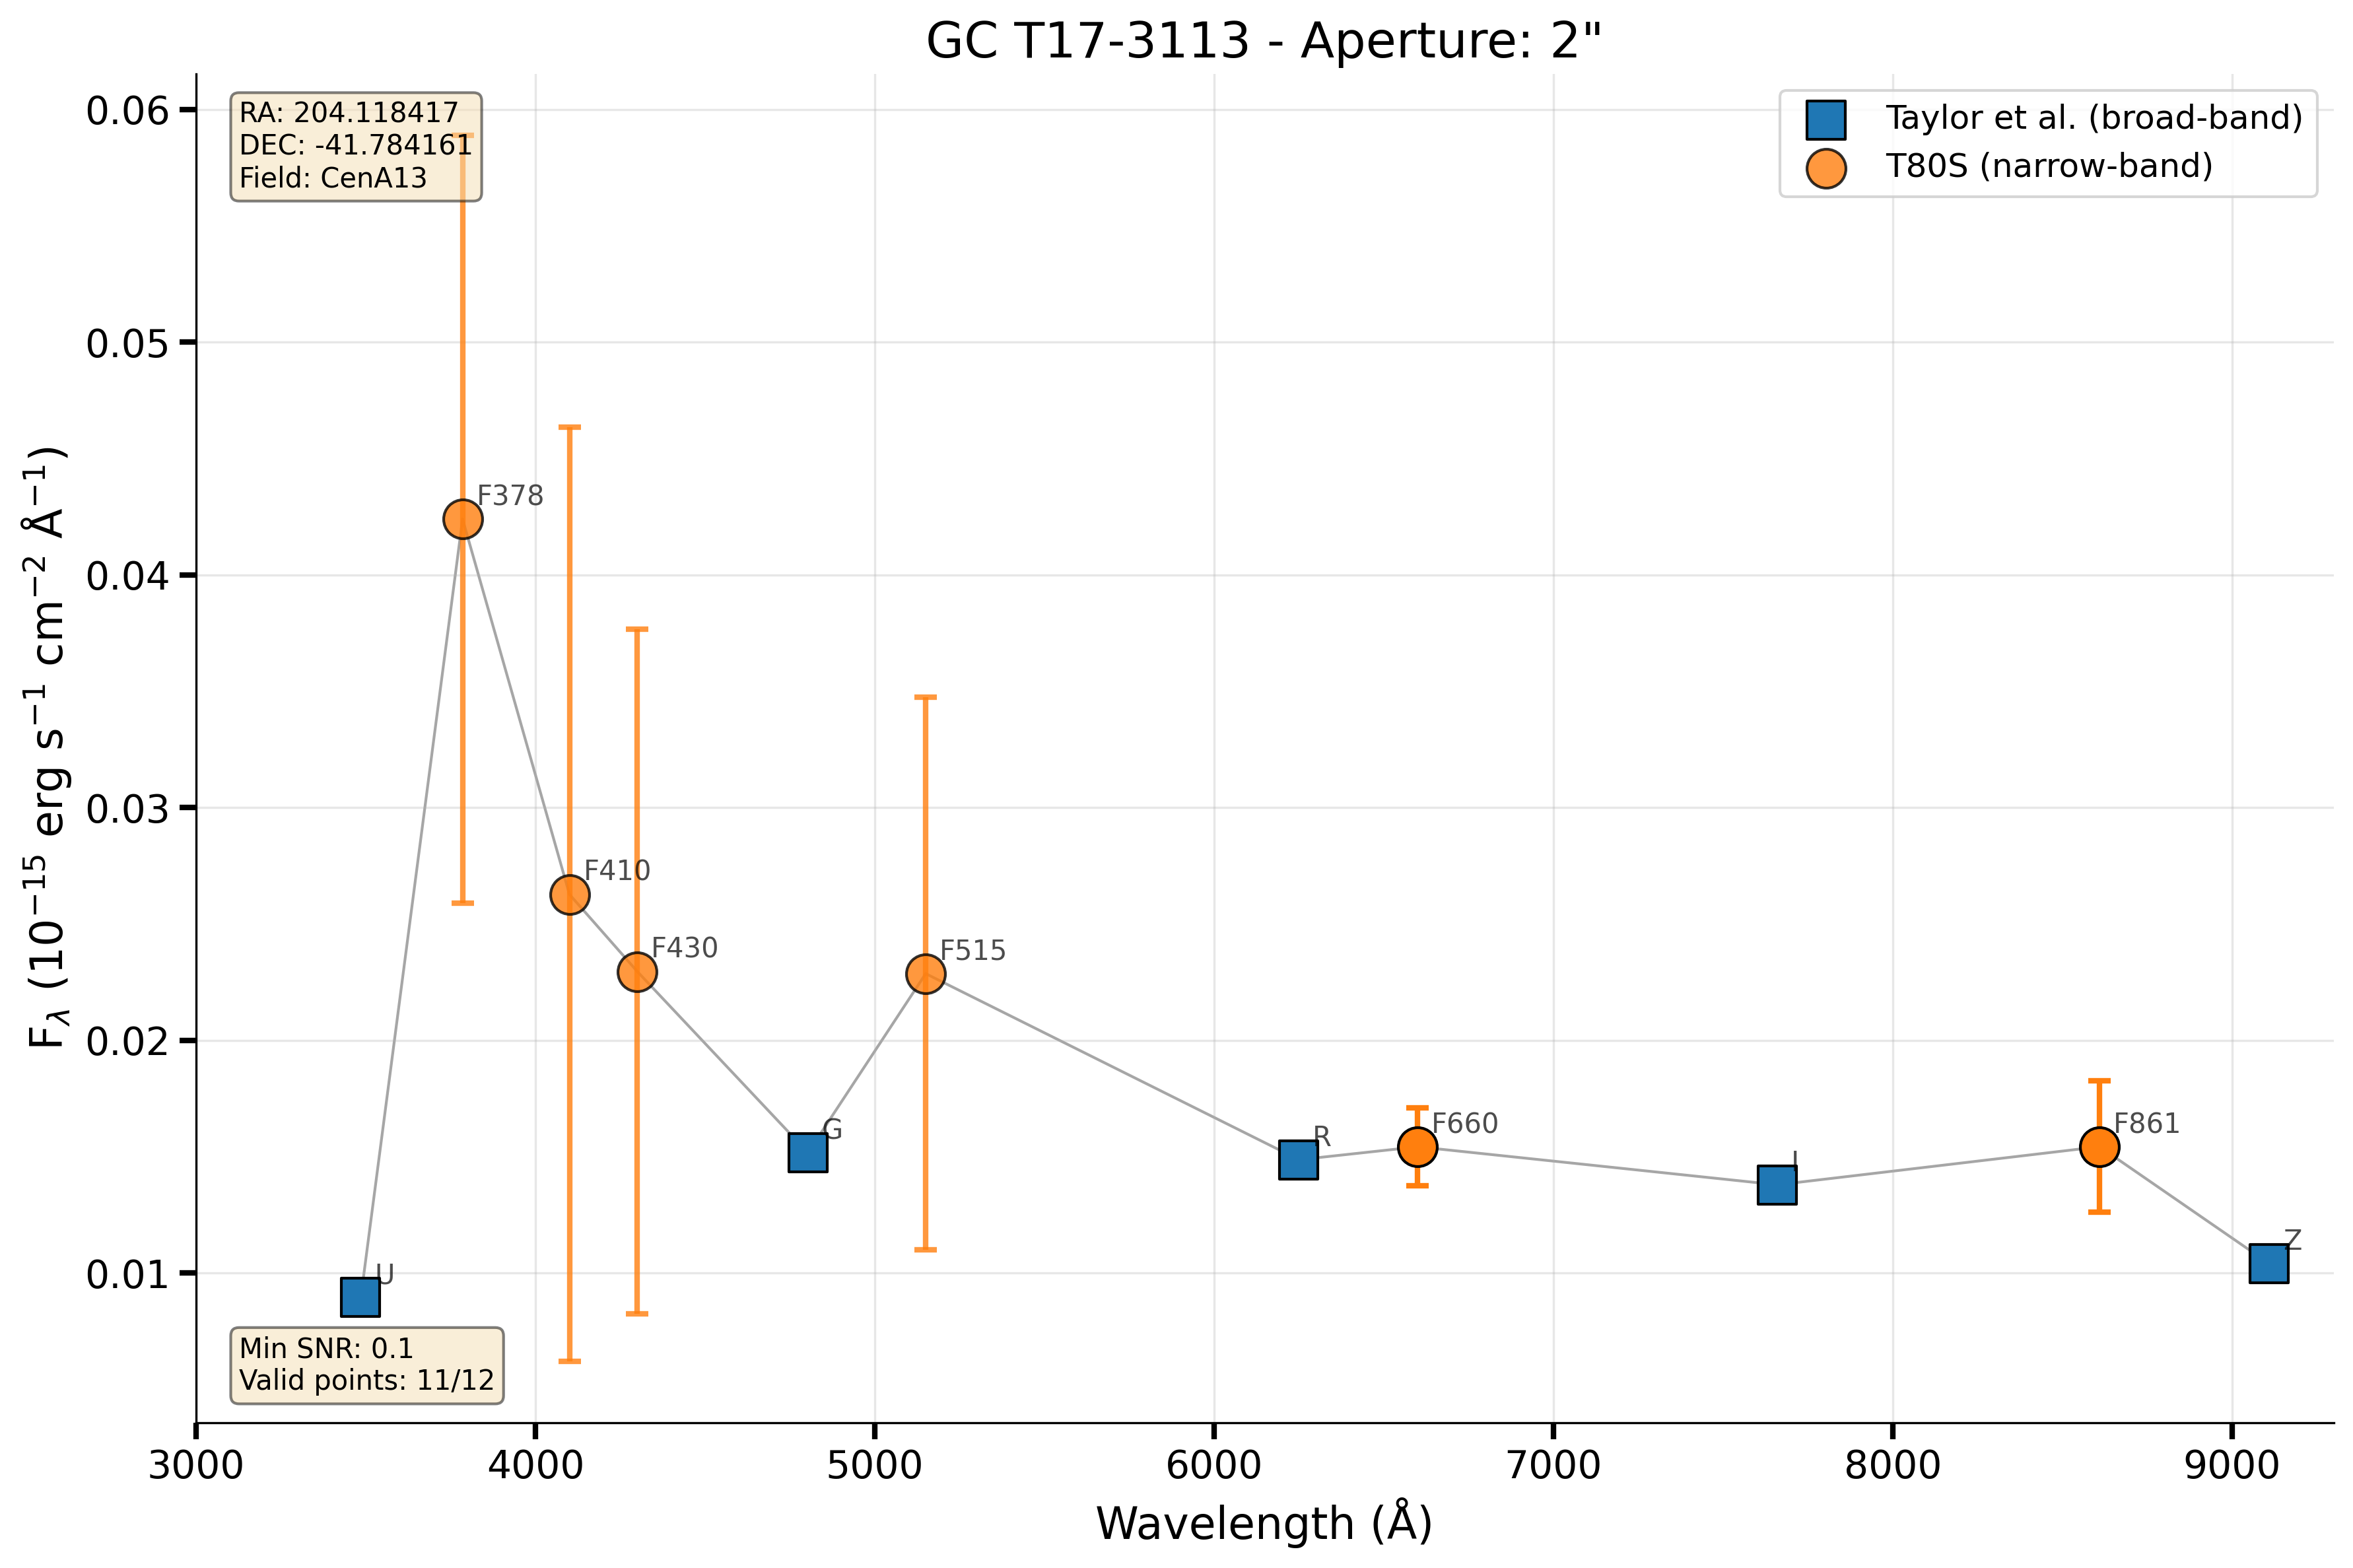 GC T17-3113 - Aperture: 2"
RA: 204.118417
DEC: -41.784161
Field: CenA13
Taylor et al. (broad-band)
T80S (narrow-band)
0.06
0.05
0.04
0.03
0.02
0.01
F_λ (10⁻¹⁵ erg s⁻¹ cm⁻² Å⁻¹)
F378
F410
F430
F515
G
R
F660
I
F861
Z
U
Min SNR: 0.1
Valid points: 11/12
3000 4000 5000 6000 7000 8000 9000
Wavelength (Å)